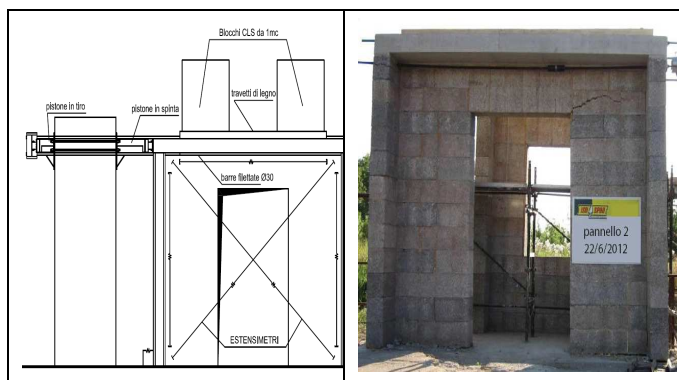 Blocchi CLS da 1mc
travetti di legno
pistone in tiro
pistone in spinta
barre filettate Ø30
ESTENSIMETRI
pannello 2
22/6/2012